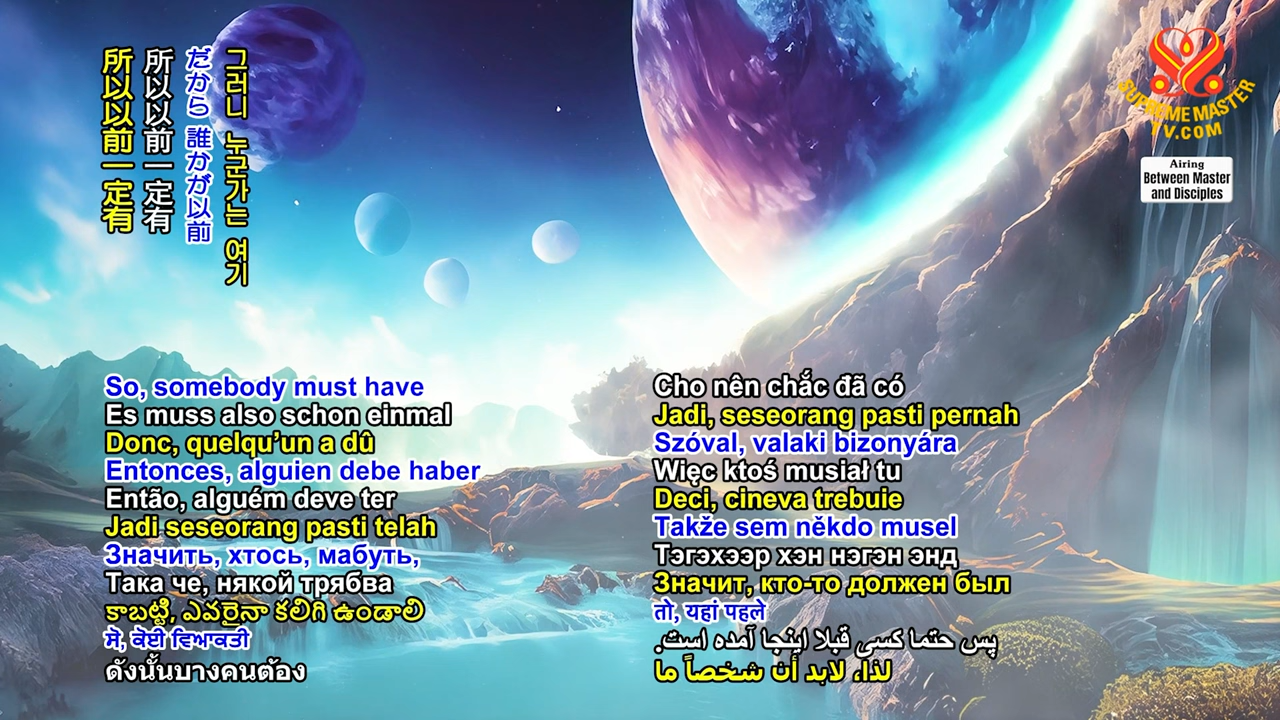 所以以前一定有
所以以前一定有
だから 誰かが以前
그러니 누군가는 여기
SUPREME MASTER
TV.COM
Airing
Between Master
and Disciples
So, somebody must have
Es muss also schon einmal
Donc, quelqu’un a dû
Entonces, alguien debe haber
Então, alguém deve ter
Jadi seseorang pasti telah
Значить, хтось, мабуть,
Така че, някой трябва
కాబట్టి, ఎవరైనా కలిగి ఉండాలి
ਸੋ, ਕੋਈ ਵਿਆਕਤੀ
ดังนั้นบางคนต้อง
Cho nên chắc đã có
Jadi, seseorang pasti pernah
Szóval, valaki bizonyára
Więc ktoś musiał tu
Deci, cineva trebuie
Takže sem někdo musel
Тэгэхээр хэн нэгэн энд
Значит, кто-то должен был
तो, यहां पहले
پس حتما کسی قبلا اینجا آمده است.
لذا، لابد أن شخصاً ما